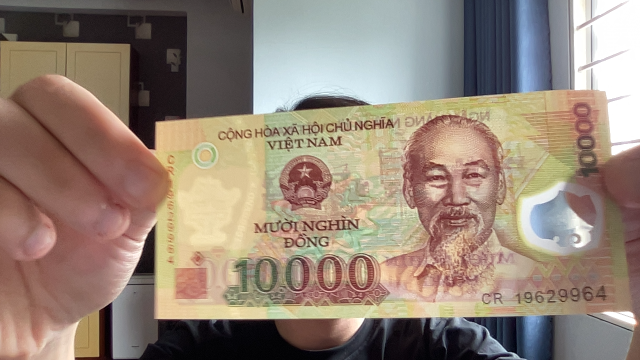 CỘNG HÒA XÃ HỘI CHỦ NGHĨA
VIỆT NAM
MƯỜI NGHÌN
ĐỒNG
10000
10000
CR 19629964